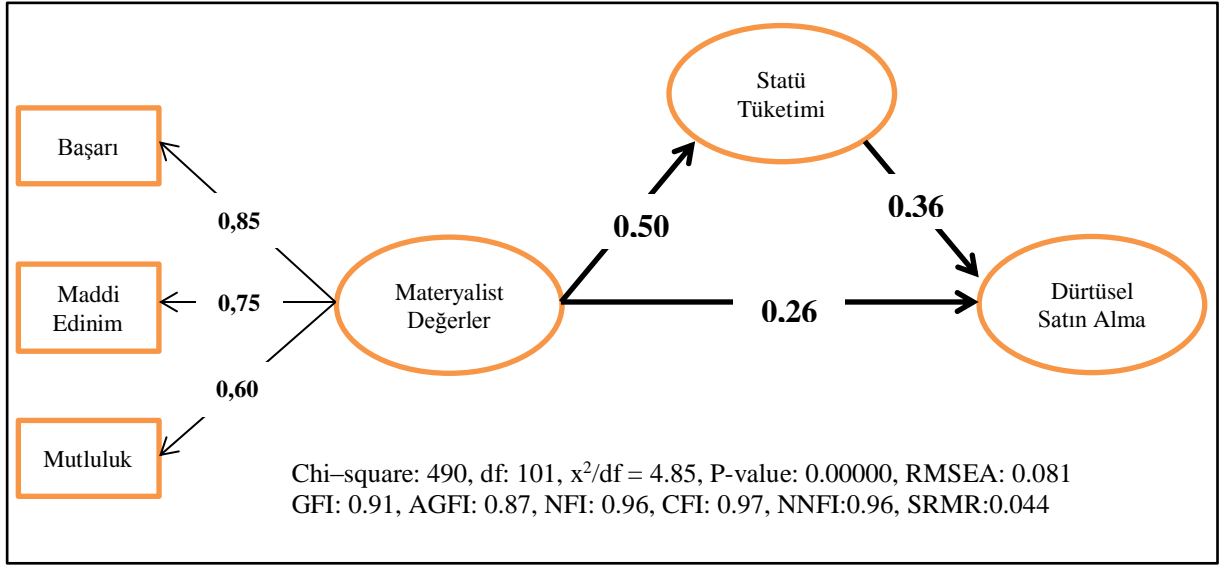 Statü
Tüketimi
Başarı
0,85
0.50
0.36
Maddi
Edinim
0,75
Materyalist
Değerler
0.26
Dürtüsel
Satın Alma
0,60
Mutluluk
Chi–square: 490, df: 101, x²/df = 4.85, P-value: 0.00000, RMSEA: 0.081
GFI: 0.91, AGFI: 0.87, NFI: 0.96, CFI: 0.97, NNFI:0.96, SRMR:0.044